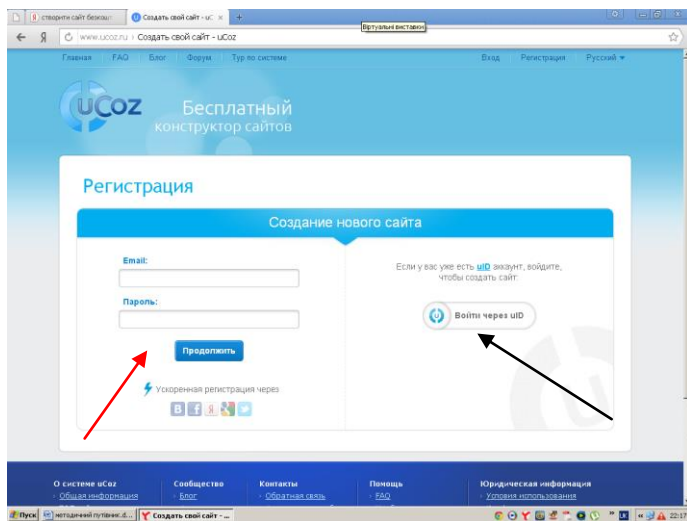 створити сайт безкош
Создать свой сайт - uC
Віртуальні виставки
www.ucoz.ru › Создать свой сайт - uCoz
Главная FAQ Блог Форум Тур по системе Вход Регистрация Русский
uCoz
Бесплатный
конструктор сайтов
Регистрация
Создание нового сайта
Email:
Пароль:
Продолжить
Ускоренная регистрация через
Если у вас уже есть uID аккаунт, войдите,
чтобы создать сайт:
Войти через uID
О системе uCoz Сообщество Контакты Помощь Юридическая информация
› Общая информация › Блог › Обратная связь › FAQ › Условия использования
Пуск методичний путівник.d... Создать свой сайт - ... 22:17